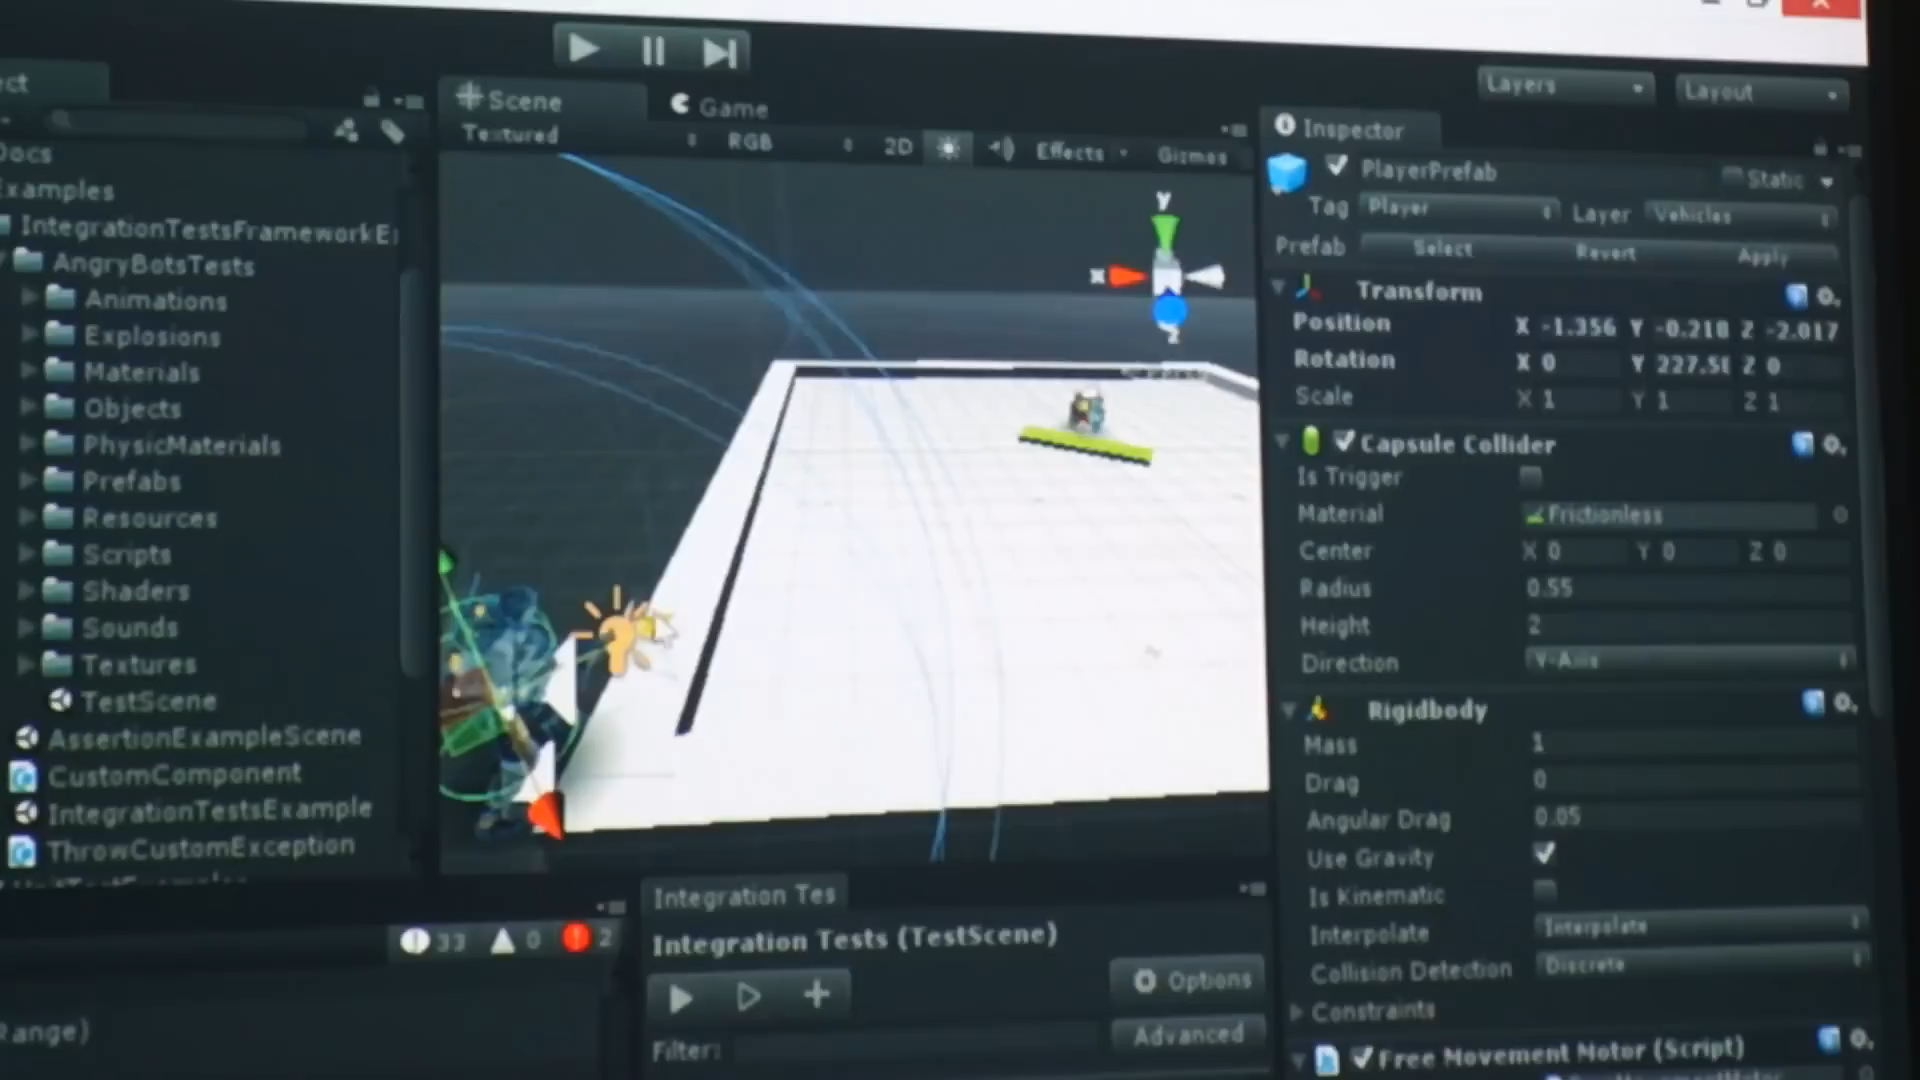 Layers
Layout
Scene
Game
Textured
RGB
2D
Effects
Gizmos
Docs
Examples
IntegrationTestsFrameworkE
AngryBotsTests
Animations
Explosions
Materials
Objects
PhysicMaterials
Prefabs
Resources
Scripts
Shaders
Sounds
Textures
TestScene
AssertionExampleScene
CustomComponent
IntegrationTestsExample
ThrowCustomException
y
x
z
33
0
2
Range)
Integration Tes
Integration Tests (TestScene)
Options
Advanced
Filter:
Inspector
PlayerPrefab
Static
Tag Player Layer Vehicles
Prefab Select Revert Apply
Transform
Position X -1.356 Y -0.218 Z -2.017
Rotation X 0 Y 227.58 Z 0
Scale X 1 Y 1 Z 1
Capsule Collider
Is Trigger
Material Frictionless
Center X 0 Y 0 Z 0
Radius 0.55
Height 2
Direction Y-Axis
Rigidbody
Mass 1
Drag 0
Angular Drag 0.05
Use Gravity
Is Kinematic
Interpolate Interpolate
Collision Detection Discrete
Constraints
Free Movement Motor (Script)